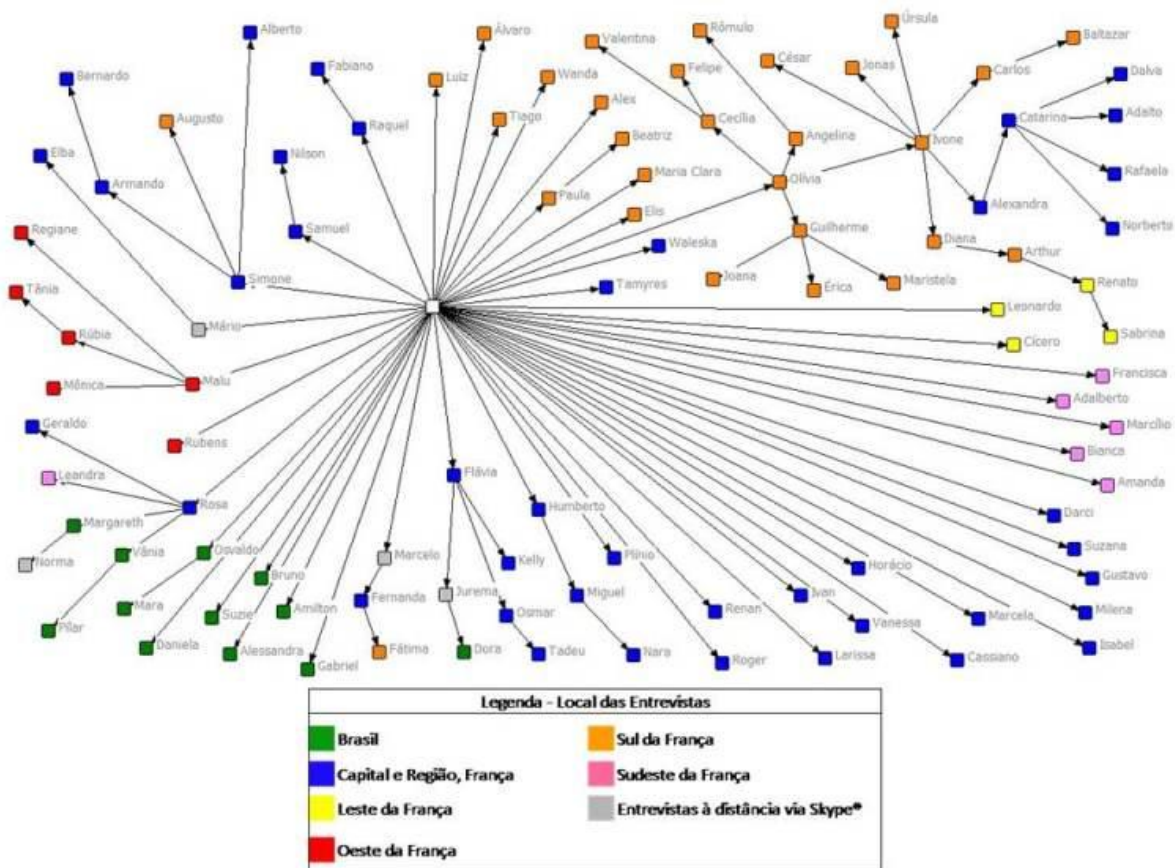 Alberto
Álvaro
Úrsula
Rômulo
Valentina
Baltazar
Bernardo
Fabiano
Luiz
Wanda
Felipe
César
Jonas
Carlos
Dalva
Augusto
Raquel
Tiago
Alex
Cecília
Catarina
Adalto
Elba
Nilson
Beatriz
Angelina
Ivone
Armando
Maria Clara
Olívia
Rafaela
Paula
Alexandra
Regiane
Samuel
Elis
Guilherme
Norberto
Waleska
Diana
Arthur
Tânia
Simone
Tamyres
Joana
Érica
Maristela
Renato
Rúbia
Mário
Leonardo
Cícero
Sabrina
Mônica
Malu
Francisca
Adalberto
Geraldo
Rubens
Marcílio
Bianca
Leandra
Flávia
Amanda
Rosa
Humberto
Darci
Margareth
Norma
Vânia
Osvaldo
Marcelo
Kelly
Plínio
Horácio
Suzana
Bruno
Gustavo
Mara
Suzie
Amilton
Fernanda
Jurema
Osmar
Miguel
Renan
Ivan
Vanessa
Marcela
Milena
Pilar
Daniela
Alessandra
Gabriel
Fátima
Dora
Tadeu
Nara
Roger
Larissa
Cassiano
Isabel
Legenda - Local das Entrevistas
Brasil
Sul da França
Capital e Região, França
Sudeste da França
Leste da França
Entrevistas à distância via Skype®
Oeste da França